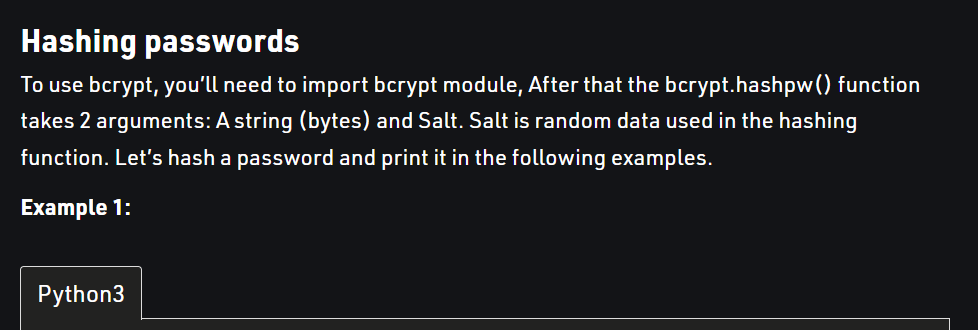 Hashing passwords
To use bcrypt, you’ll need to import bcrypt module, After that the bcrypt.hashpw() function
takes 2 arguments: A string (bytes) and Salt. Salt is random data used in the hashing
function. Let’s hash a password and print it in the following examples.
Example 1:
Python3